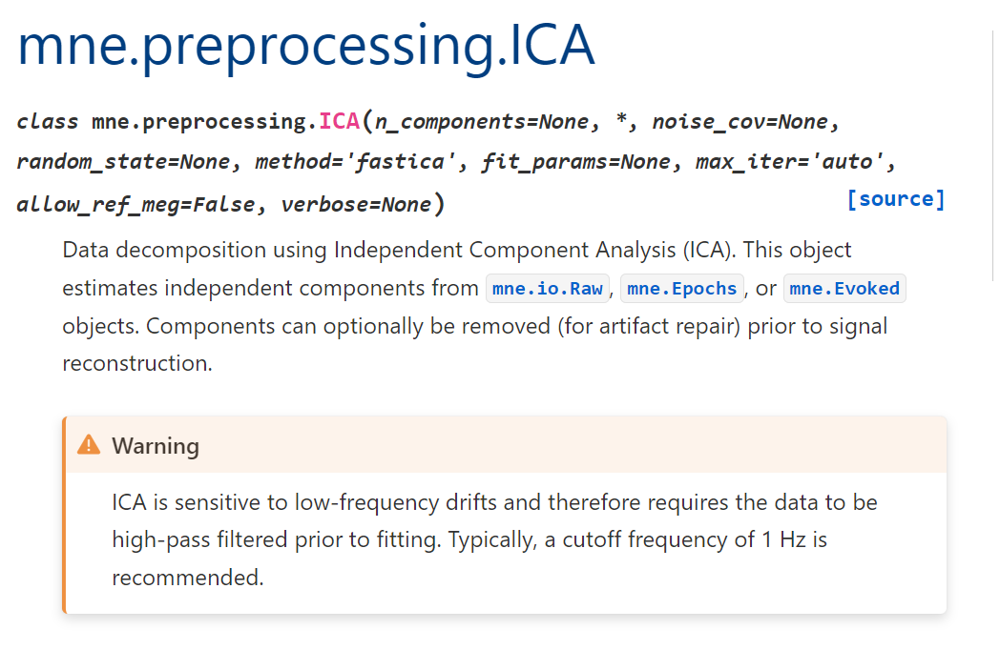 mne.preprocessing.ICA
class mne.preprocessing.ICA(n_components=None, *, noise_cov=None,
random_state=None, method='fastica', fit_params=None, max_iter='auto',
allow_ref_meg=False, verbose=None)
[source]
Data decomposition using Independent Component Analysis (ICA). This object
estimates independent components from mne.io.Raw, mne.Epochs, or mne.Evoked
objects. Components can optionally be removed (for artifact repair) prior to signal
reconstruction.
Warning
ICA is sensitive to low-frequency drifts and therefore requires the data to be
high-pass filtered prior to fitting. Typically, a cutoff frequency of 1 Hz is
recommended.